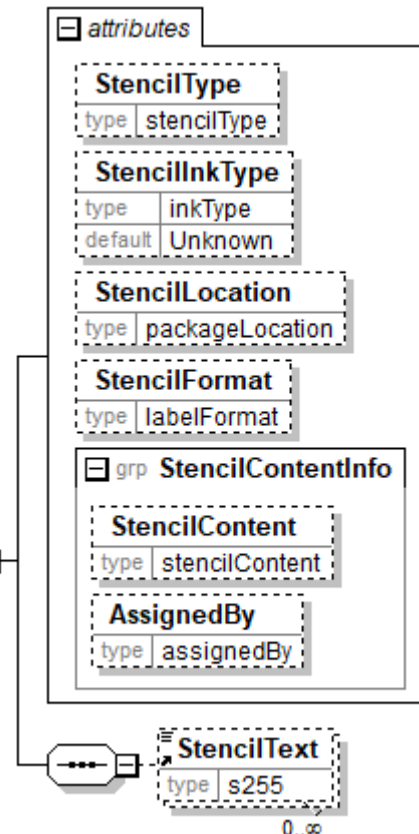 attributes
StencilType
type stencilType
StencilInkType
type inkType
default Unknown
StencilLocation
type packageLocation
StencilFormat
type labelFormat
grp StencilContentInfo
StencilContent
type stencilContent
AssignedBy
type assignedBy
StencilText
type s255
0..∞